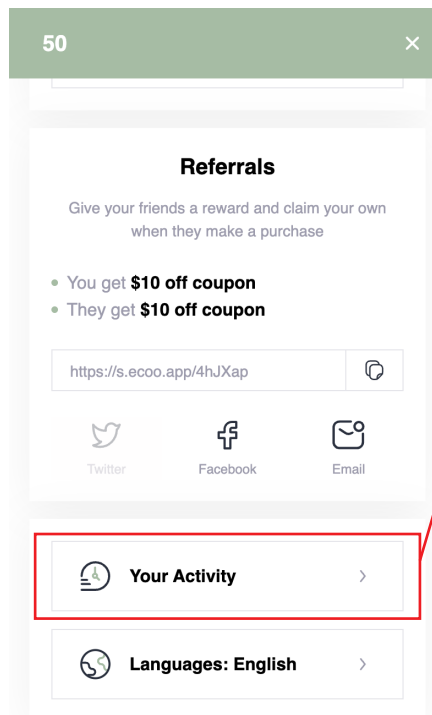 50
Referrals
Give your friends a reward and claim your own
when they make a purchase
You get $10 off coupon
They get $10 off coupon
https://s.ecoo.app/4hJXap
Twitter
Facebook
Email
Your Activity
Languages: English